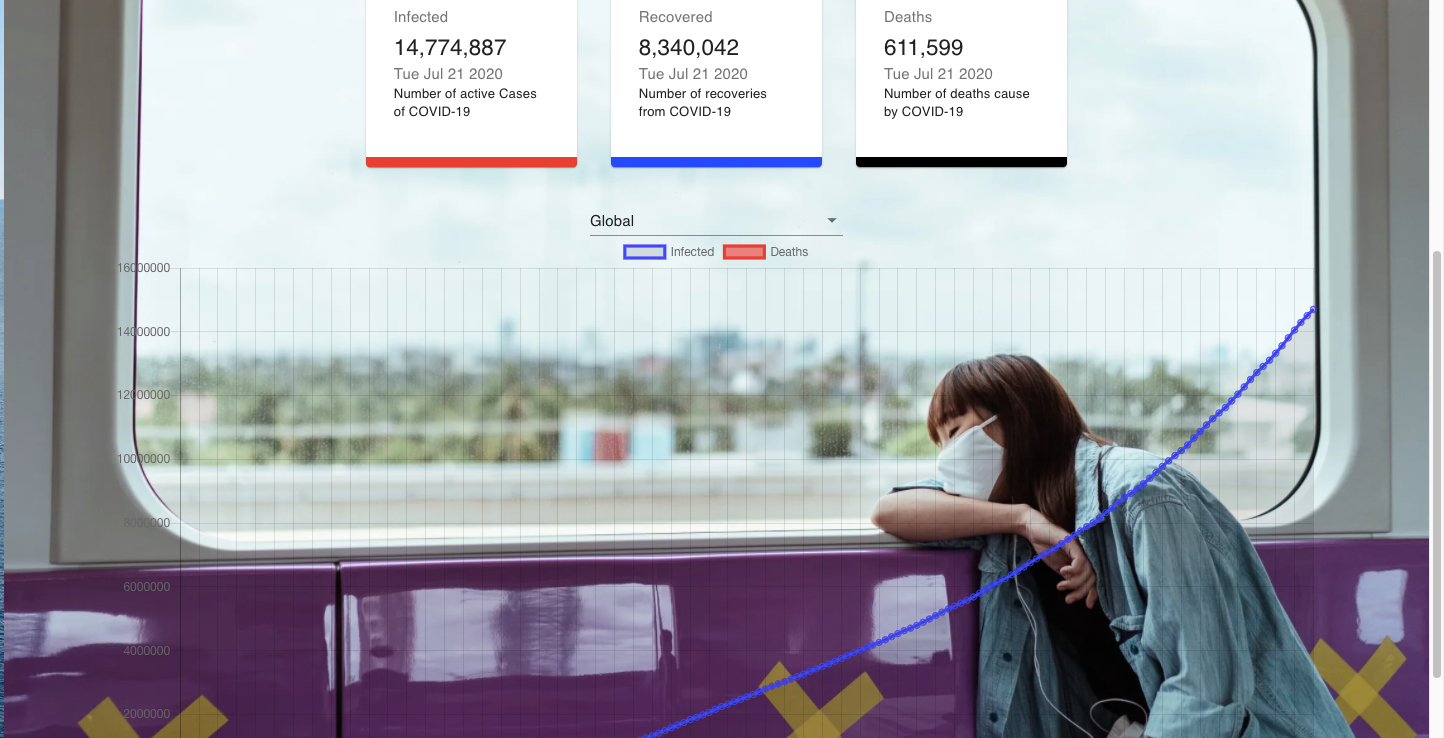 Infected
14,774,887
Tue Jul 21 2020
Number of active Cases
of COVID-19
Recovered
8,340,042
Tue Jul 21 2020
Number of recoveries
from COVID-19
Deaths
611,599
Tue Jul 21 2020
Number of deaths cause
by COVID-19
Global
Infected
Deaths
16000000
14000000
12000000
10000000
8000000
6000000
4000000
2000000